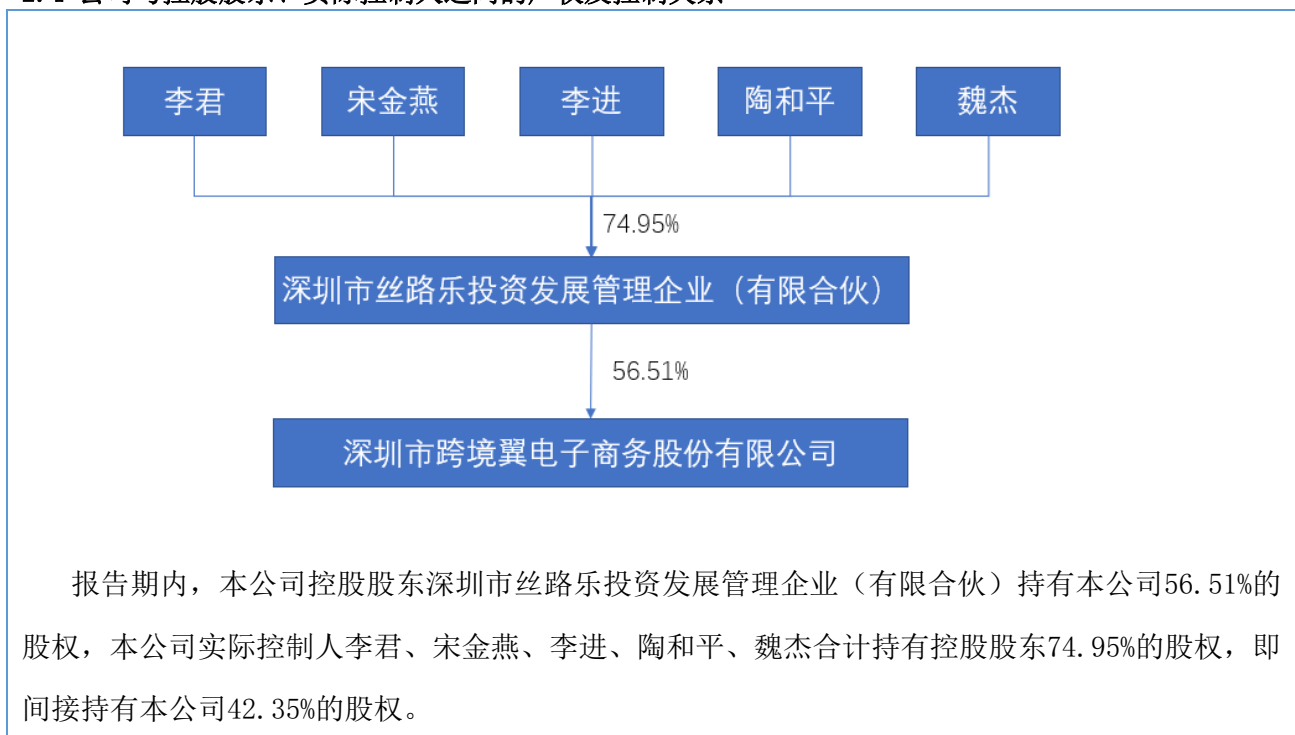 李君
宋金燕
李进
陶和平
魏杰
74.95%
深圳市丝路乐投资发展管理企业（有限合伙）
56.51%
深圳市跨境翼电子商务股份有限公司
报告期内，本公司控股股东深圳市丝路乐投资发展管理企业（有限合伙）持有本公司56.51%的
股权，本公司实际控制人李君、宋金燕、李进、陶和平、魏杰合计持有控股股东74.95%的股权，即
间接持有本公司42.35%的股权。